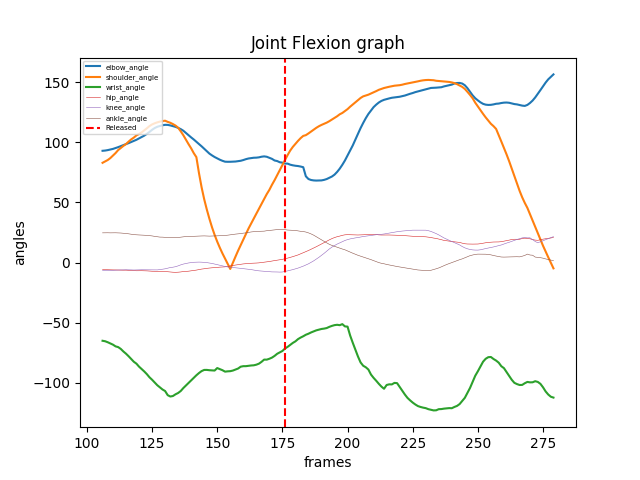 Joint Flexion graph
elbow_angle
shoulder_angle
wrist_angle
hip_angle
knee_angle
ankle_angle
Released
angles
150
100
50
0
−50
−100
100
125
150
175
200
225
250
275
frames